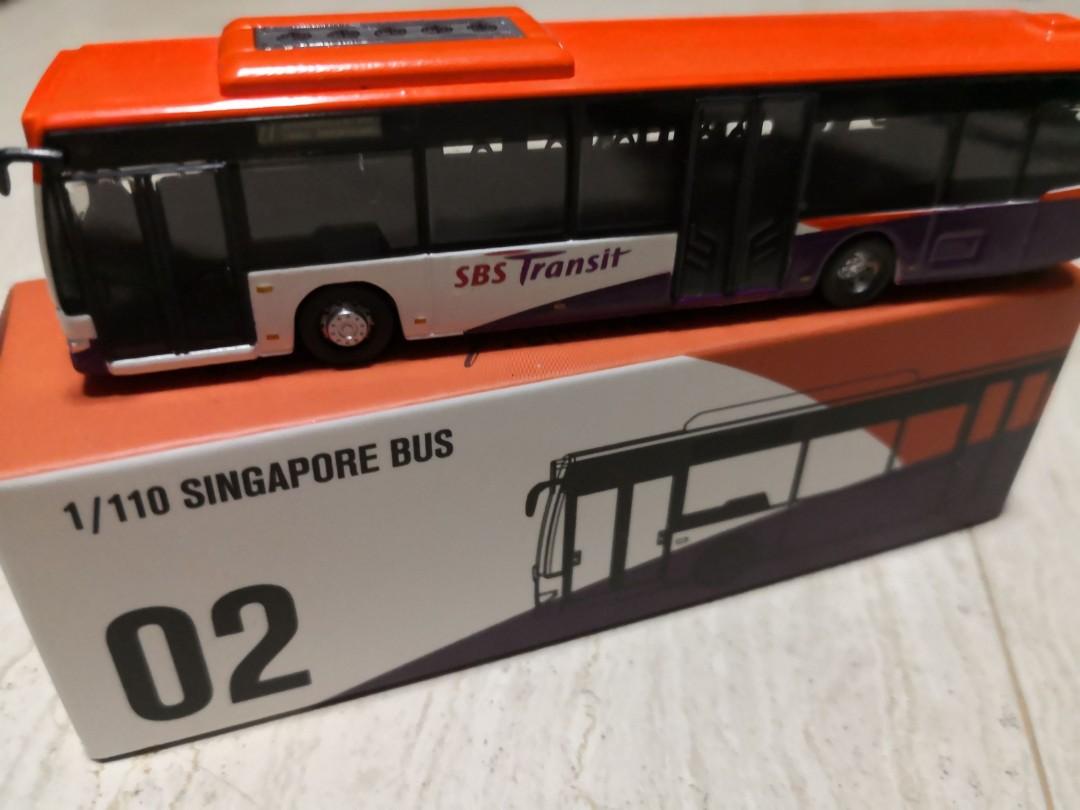 SBS Transit
1/110 SINGAPORE BUS
02